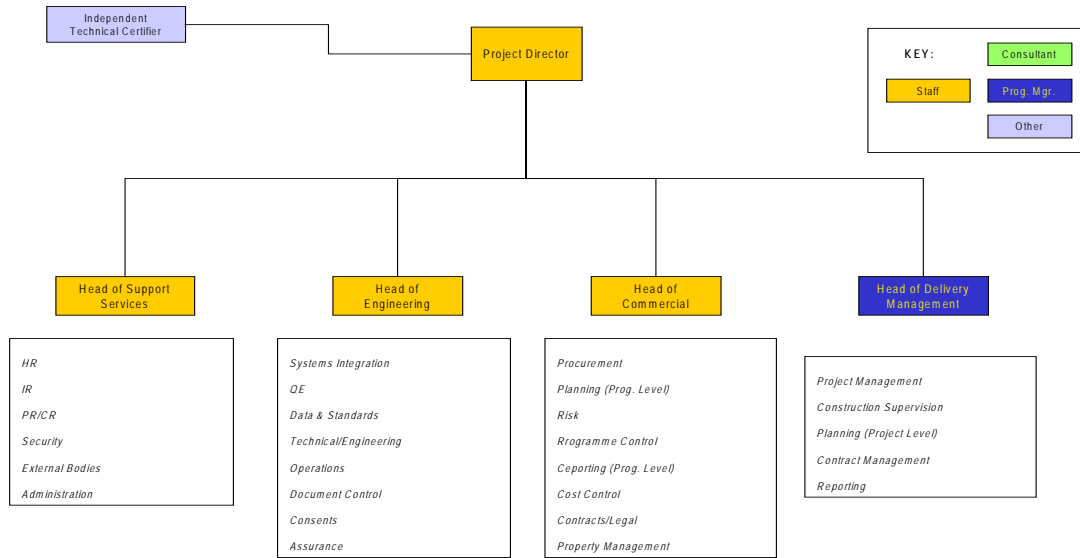 Independent
Technical Certifier
Project Director
KEY:
Consultant
Staff
Prog. Mgr.
Other
Head of Support
Services
Head of
Engineering
Head of
Commercial
Head of Delivery
Management
HR
IR
PR/CR
Security
External Bodies
Administration
Systems Integration
QE
Data & Standards
Technical/Engineering
Operations
Document Control
Consents
Assurance
Procurement
Planning (Prog. Level)
Risk
Rrogramme Control
Ceporting (Prog. Level)
Cost Control
Contracts/Legal
Property Management
Project Management
Construction Supervision
Planning (Project Level)
Contract Management
Reporting